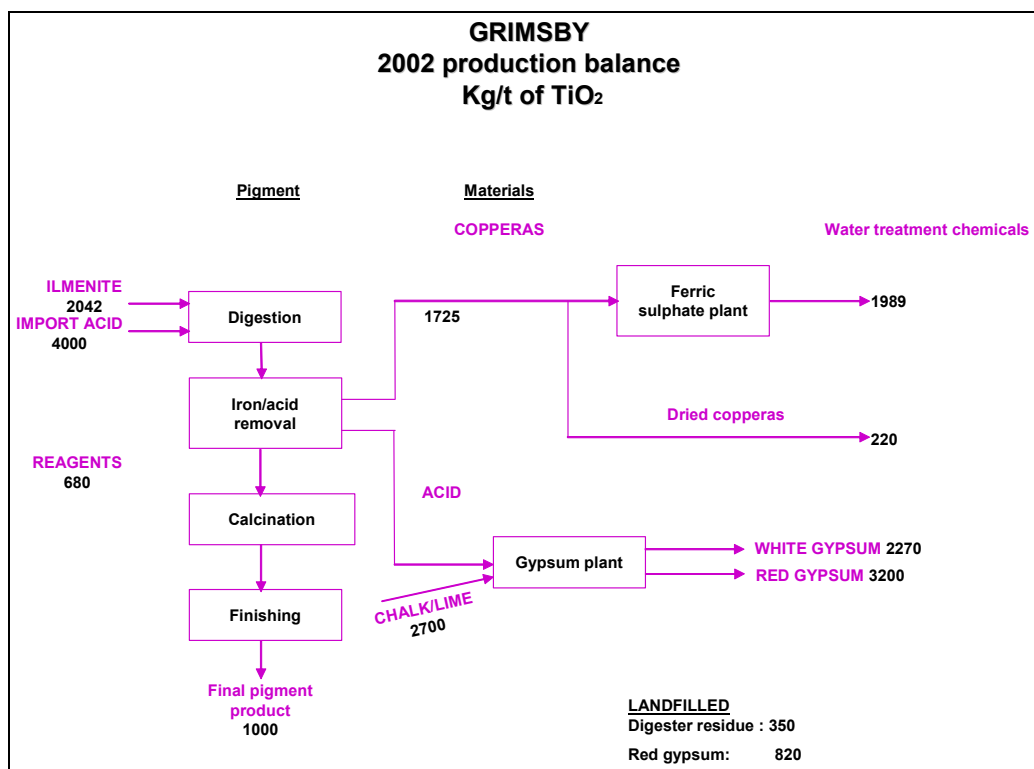 GRIMSBY
2002 production balance
Kg/t of TiO2
Pigment
Materials
COPPERAS
Water treatment chemicals
ILMENITE
2042
IMPORT ACID
4000
Digestion
1725
Ferric
sulphate plant
1989
Iron/acid
removal
Dried copperas
220
REAGENTS
680
ACID
Calcination
Gypsum plant
WHITE GYPSUM 2270
RED GYPSUM 3200
CHALK/LIME
2700
Finishing
Final pigment
product
1000
LANDFILLED
Digester residue : 350
Red gypsum: 820